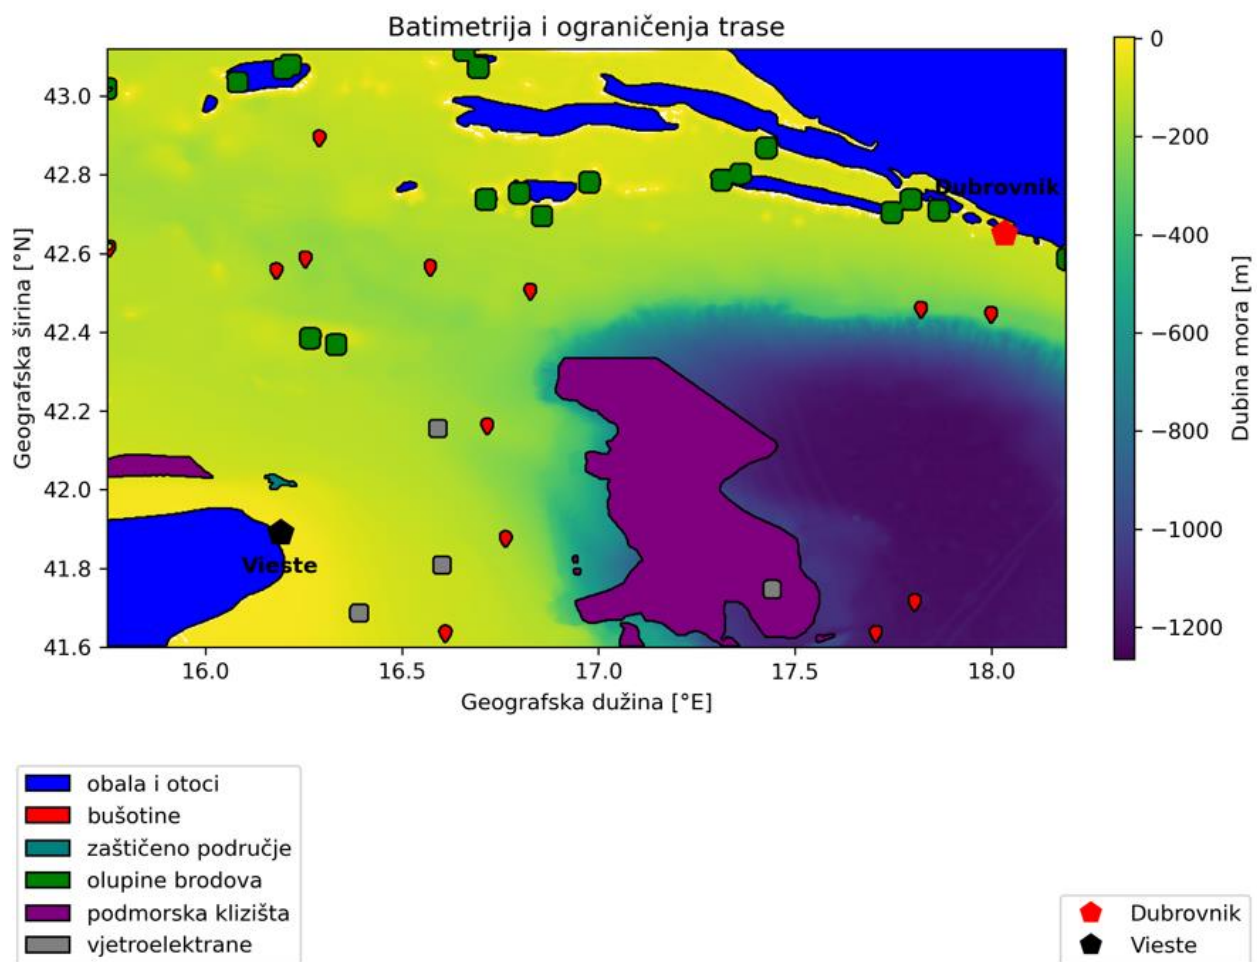 Batimetrija i ograničenja trase
Geografska širina [°N]
43.0
42.8
42.6
42.4
42.2
42.0
41.8
41.6
Dubrovnik
Vieste
16.0
16.5
17.0
17.5
18.0
Geografska dužina [°E]
0
−200
−400
−600
−800
−1000
−1200
Dubina mora [m]
obala i otoci
bušotine
zaštičeno područje
olupine brodova
podmorska klizišta
vjetroelektrane
Dubrovnik
Vieste